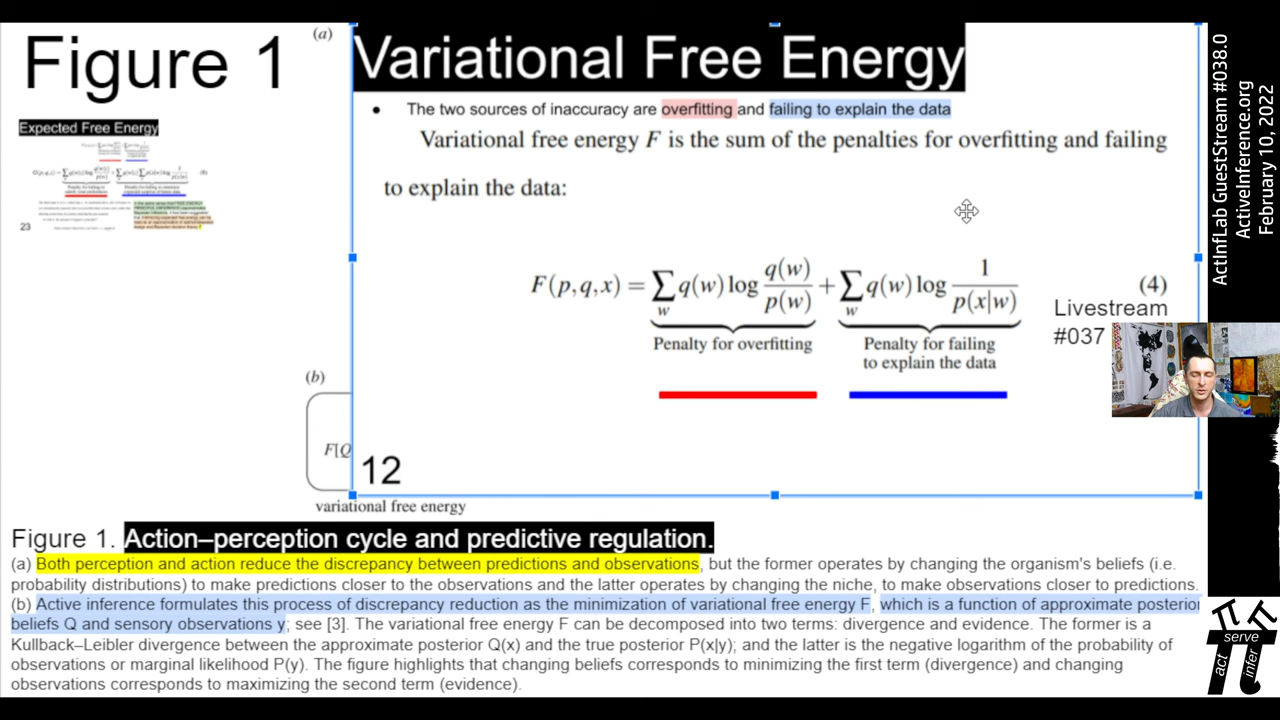 Figure 1
(a)
Variational Free Energy
• The two sources of inaccuracy are overfitting and failing to explain the data
Variational free energy F is the sum of the penalties for overfitting and failing
to explain the data:
F(p,q,x) = ∑_w q(w) log q(w)/p(w) + ∑_w q(w) log 1/p(x|w) (4)
Penalty for overfitting
Penalty for failing
to explain the data
Livestream
#037
12
Expected Free Energy
23
(b)
F[Q
variational free energy
Figure 1. Action–perception cycle and predictive regulation.
(a) Both perception and action reduce the discrepancy between predictions and observations, but the former operates by changing the organism's beliefs (i.e.
probability distributions) to make predictions closer to the observations and the latter operates by changing the niche, to make observations closer to predictions.
(b) Active inference formulates this process of discrepancy reduction as the minimization of variational free energy F, which is a function of approximate posterior
beliefs Q and sensory observations y; see [3]. The variational free energy F can be decomposed into two terms: divergence and evidence. The former is a
Kullback–Leibler divergence between the approximate posterior Q(x) and the true posterior P(x|y); and the latter is the negative logarithm of the probability of
observations or marginal likelihood P(y). The figure highlights that changing beliefs corresponds to minimizing the first term (divergence) and changing
observations corresponds to maximizing the second term (evidence).
ActInfLab GuestStream #038.0
ActiveInference.org
February 10, 2022
serve
act
infer